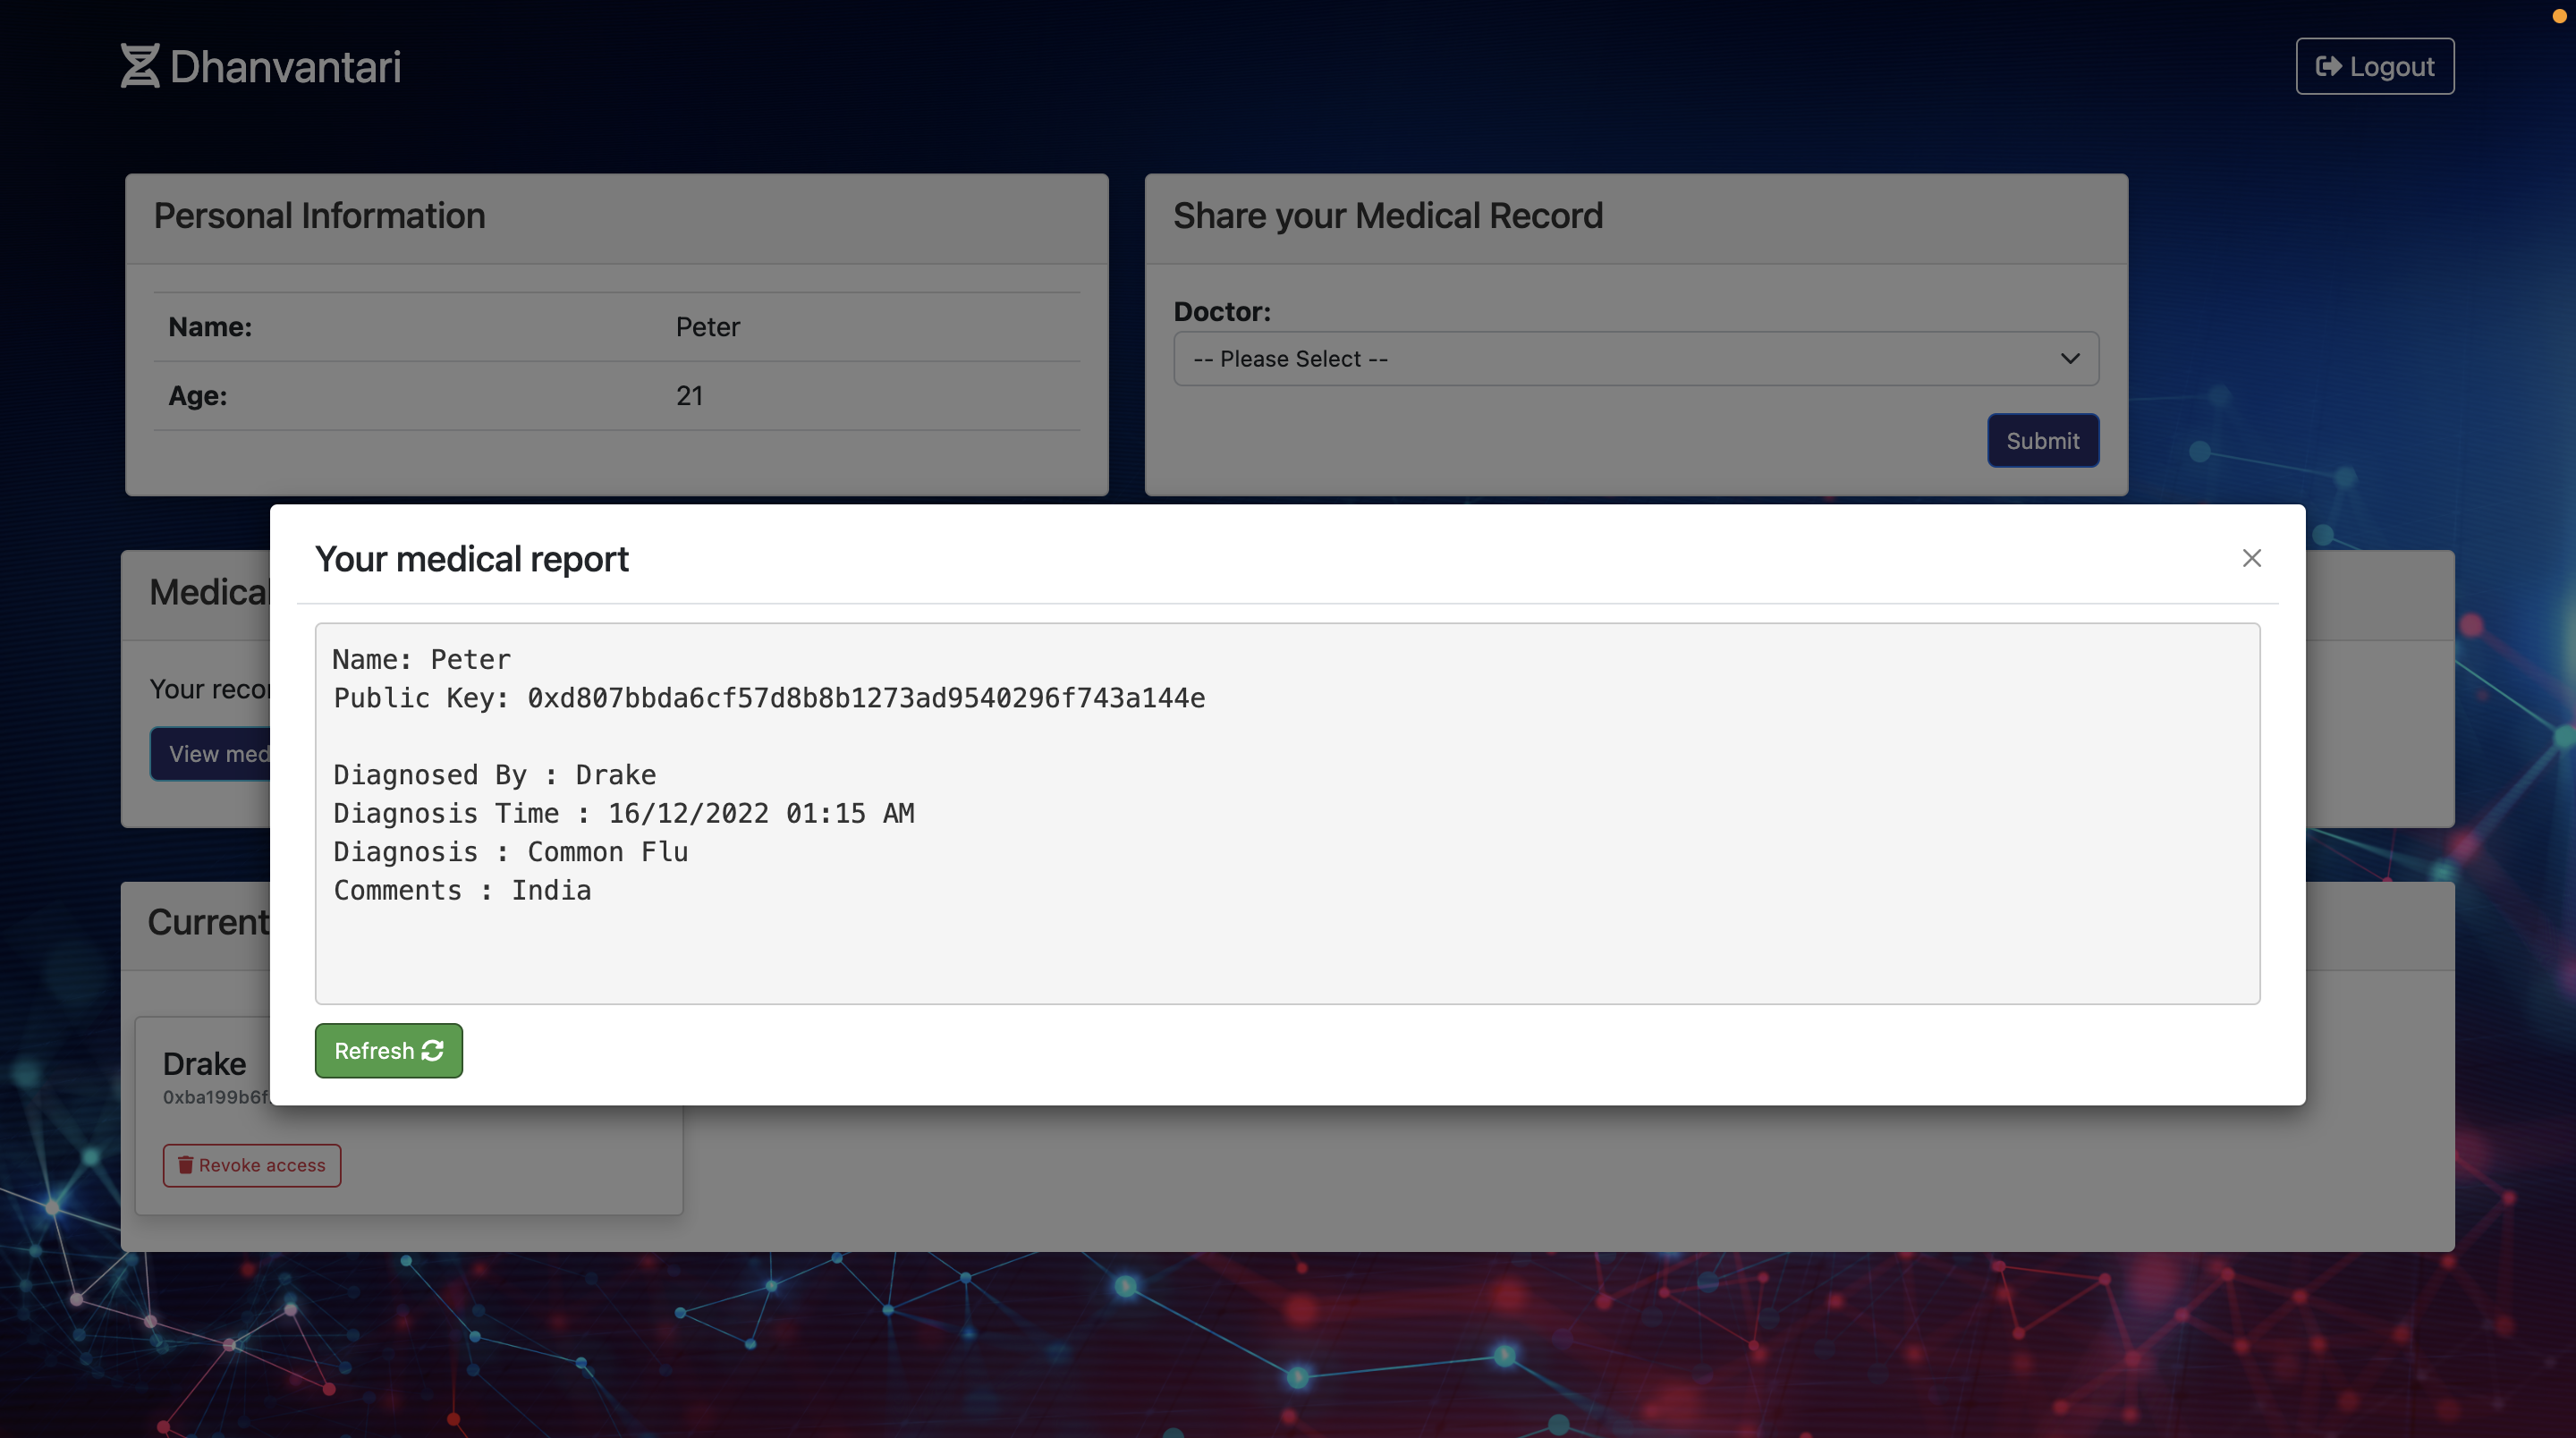 Dhanvantari
Logout
Personal Information
Name: Peter
Age: 21
Share your Medical Record
Doctor:
-- Please Select --
Submit
Medical
Your
View
Your medical report
Name: Peter
Public Key: 0xd807bbda6cf57d8b8b1273ad9540296f743a144e
Diagnosed By : Drake
Diagnosis Time : 16/12/2022 01:15 AM
Diagnosis : Common Flu
Comments : India
Refresh
Current
Drake
0xba199b6f
Revoke access